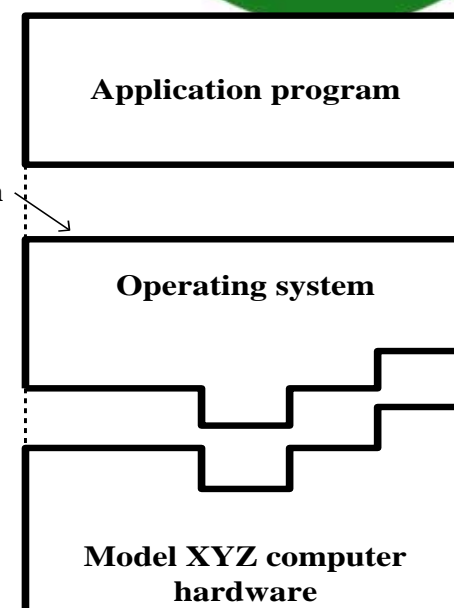 Application program
Operating system
Model XYZ computer
hardware